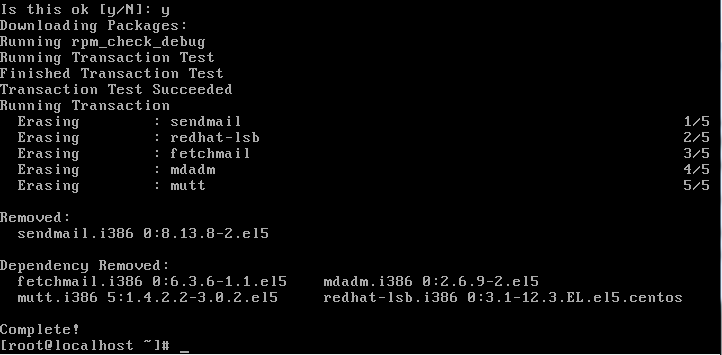 Is this ok [y/N]: y
Downloading Packages:
Running rpm_check_debug
Running Transaction Test
Finished Transaction Test
Transaction Test Succeeded
Running Transaction
  Erasing        : sendmail                                                 1/5
  Erasing        : redhat-lsb                                               2/5
  Erasing        : fetchmail                                                3/5
  Erasing        : mdadm                                                    4/5
  Erasing        : mutt                                                     5/5

Removed:
  sendmail.i386 0:8.13.8-2.el5

Dependency Removed:
  fetchmail.i386 0:6.3.6-1.1.el5    mdadm.i386 0:2.6.9-2.el5
  mutt.i386 5:1.4.2.2-3.0.2.el5     redhat-lsb.i386 0:3.1-12.3.EL.el5.centos

Complete!
[root@localhost ~]# _